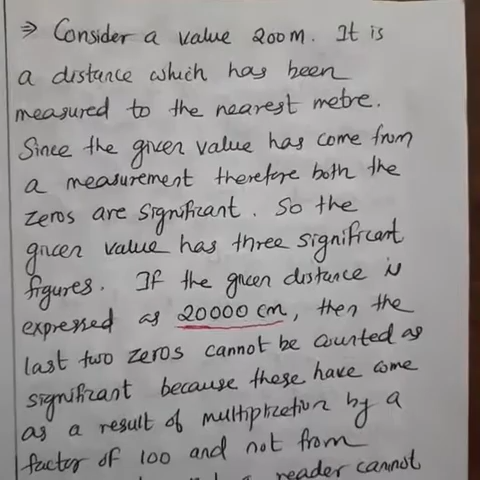 ⇒ Consider a value 200m. It is
a distance which has been
measured to the nearest metre.
Since the given value has come from
a measurement therefore both the
zeros are significant. So the
given value has three significant
figures. If the given distance is
expressed as 20000 cm, then the
last two zeros cannot be counted as
significant because these have come
as a result of multiplication by a
factor of 100 and not from
reader cannot